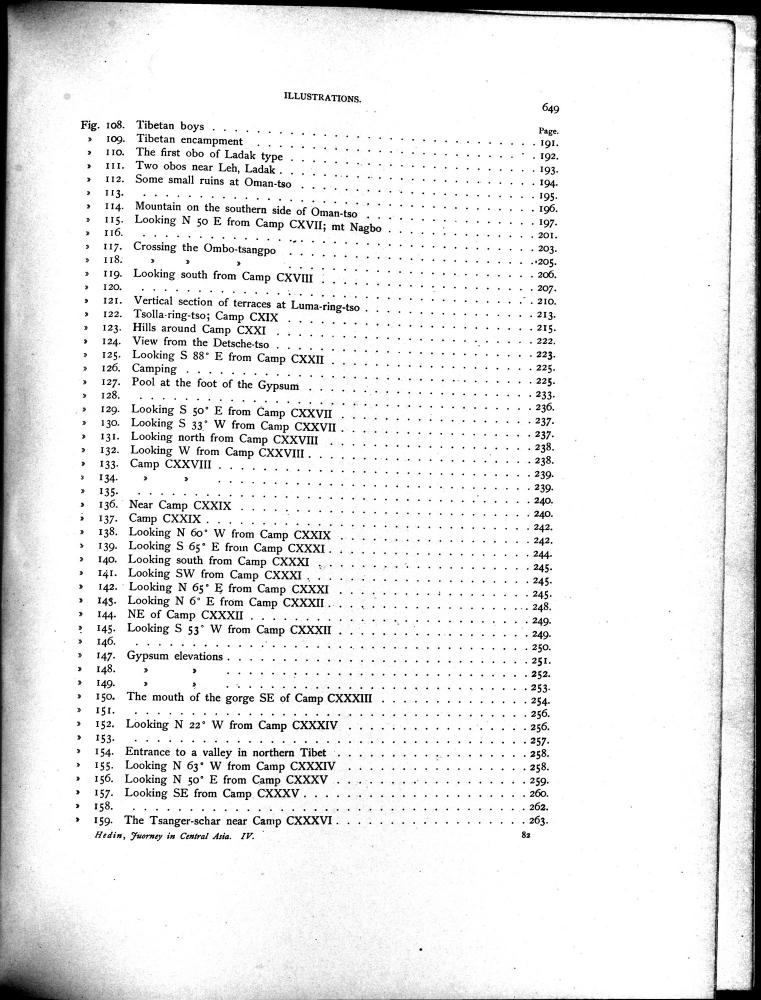 ILLUSTRATIONS.
649
Page.
Fig. 108. Tibetan boys . . . . . . . . . . 191.
» 109. Tibetan encampment . . . . . . . . . . 192.
» 110. The first obo of Ladak type . . . . . . . . . . 193.
» 111. Two obos near Leh, Ladak . . . . . . . . . . 194.
» 112. Some small ruins at Oman-tso . . . . . . . . . . 195.
» 113. . . . . . . . . . . 196.
» 114. Mountain on the southern side of Oman-tso . . . . . . . . . . 197.
» 115. Looking N 50 E from Camp CXVII; mt Nagbo . . . . . . . . . . 201.
» 116. . . . . . . . . . . 203.
» 117. Crossing the Ombo-tsangpo . . . . . . . . . . 205.
» 118. » » » . . . . . . . . . . 206.
» 119. Looking south from Camp CXVIII . . . . . . . . . . 207.
» 120. . . . . . . . . . . 210.
» 121. Vertical section of terraces at Luma-ring-tso . . . . . . . . . . 213.
» 122. Tsolla-ring-tso; Camp CXIX . . . . . . . . . . 215.
» 123. Hills around Camp CXXI . . . . . . . . . . 222.
» 124. View from the Detsche-tso . . . . . . . . . . 223.
» 125. Looking S 88° E from Camp CXXII . . . . . . . . . . 225.
» 126. Camping . . . . . . . . . . 225.
» 127. Pool at the foot of the Gypsum . . . . . . . . . . 233.
» 128. . . . . . . . . . . 236.
» 129. Looking S 50° E from Camp CXXVII . . . . . . . . . . 237.
» 130. Looking S 33° W from Camp CXXVII . . . . . . . . . . 237.
» 131. Looking north from Camp CXXVIII . . . . . . . . . . 238.
» 132. Looking W from Camp CXXVIII . . . . . . . . . . 238.
» 133. Camp CXXVIII . . . . . . . . . . 239.
» 134. » » . . . . . . . . . . 239.
» 135. . . . . . . . . . . 240.
» 136. Near Camp CXXIX . . . . . . . . . . 240.
» 137. Camp CXXIX . . . . . . . . . . 242.
» 138. Looking N 60° W from Camp CXXIX . . . . . . . . . . 242.
» 139. Looking S 65° E from Camp CXXXI . . . . . . . . . . 244.
» 140. Looking south from Camp CXXXI . . . . . . . . . . 245.
» 141. Looking SW from Camp CXXXI . . . . . . . . . . 245.
» 142. Looking N 65° E from Camp CXXXI . . . . . . . . . . 245.
» 143. Looking N 6° E from Camp CXXXII . . . . . . . . . . 248.
» 144. NE of Camp CXXXII . . . . . . . . . . 249.
» 145. Looking S 53° W from Camp CXXXII . . . . . . . . . . 249.
» 146. . . . . . . . . . . 250.
» 147. Gypsum elevations . . . . . . . . . . 251.
» 148. » » . . . . . . . . . . 252.
» 149. » » . . . . . . . . . . 253.
» 150. The mouth of the gorge SE of Camp CXXXIII . . . . . . . . . . 254.
» 151. . . . . . . . . . . 256.
» 152. Looking N 22° W from Camp CXXXIV . . . . . . . . . . 256.
» 153. . . . . . . . . . . 257.
» 154. Entrance to a valley in northern Tibet . . . . . . . . . . 258.
» 155. Looking N 63° W from Camp CXXXIV . . . . . . . . . . 258.
» 156. Looking N 50° E from Camp CXXXV . . . . . . . . . . 259.
» 157. Looking SE from Camp CXXXV . . . . . . . . . . 260.
» 158. . . . . . . . . . . 262.
» 159. The Tsanger-schar near Camp CXXXVI . . . . . . . . . . 263.
Hedin, Juorney in Central Asia. IV. 82